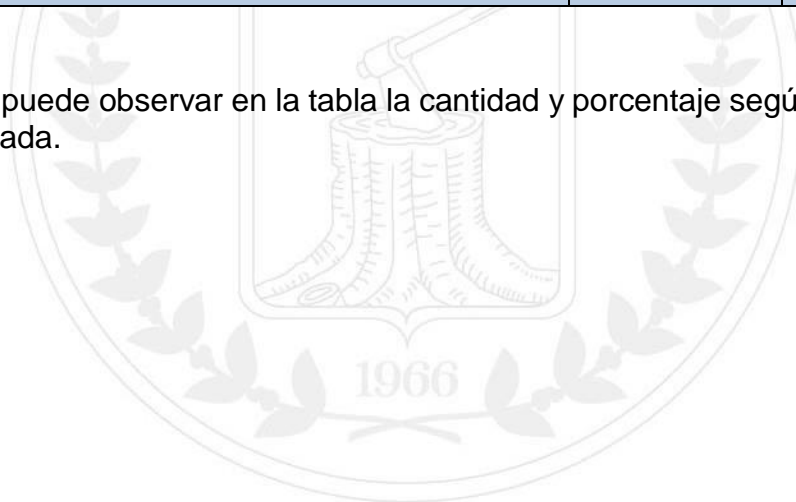 puede observar en la tabla la cantidad y porcentaje segú
ada.
1966